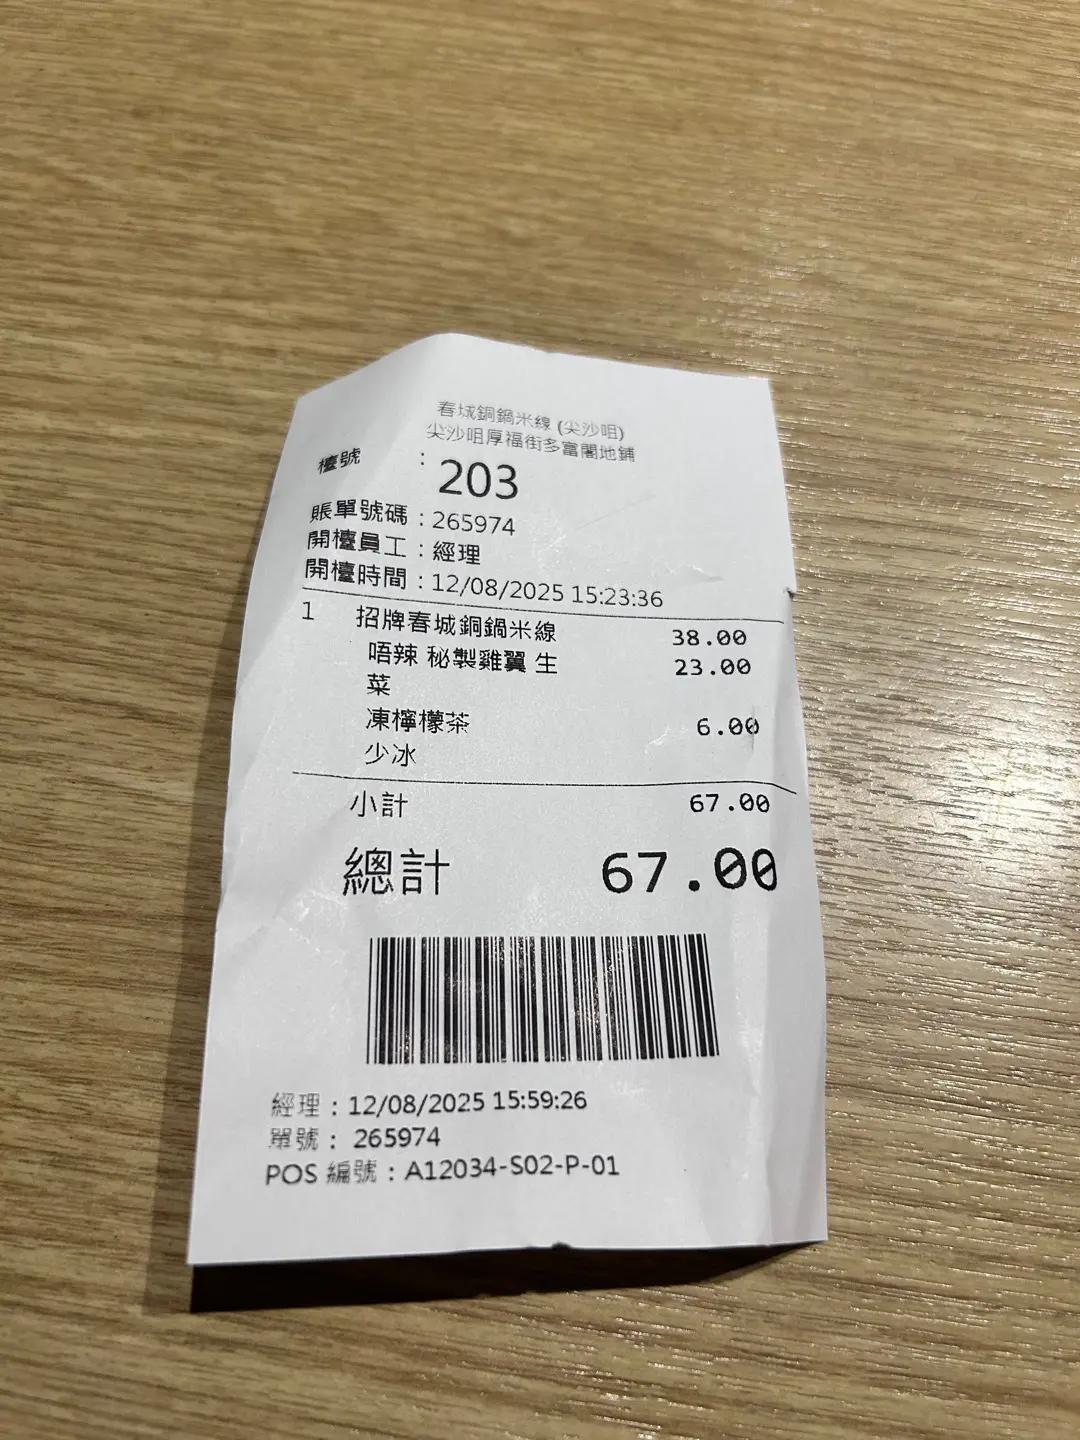 春城銅鍋米線 (尖沙咀)
尖沙咀厚福街多富閣地鋪
檯號 : 203
賬單號碼 : 265974
開檯員工 : 經理
開檯時間 : 12/08/2025 15:23:36
1 招牌春城銅鍋米線 38.00
唔辣 秘製雞翼 生 23.00
菜
凍檸檬茶 6.00
少冰
小計 67.00
總計 67.00
經理 : 12/08/2025 15:59:26
單號 : 265974
POS 編號 : A12034-S02-P-01